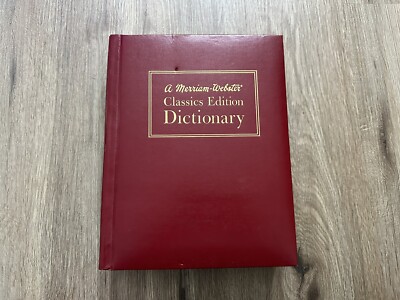 A Merriam-Webster®
Classics Edition
Dictionary